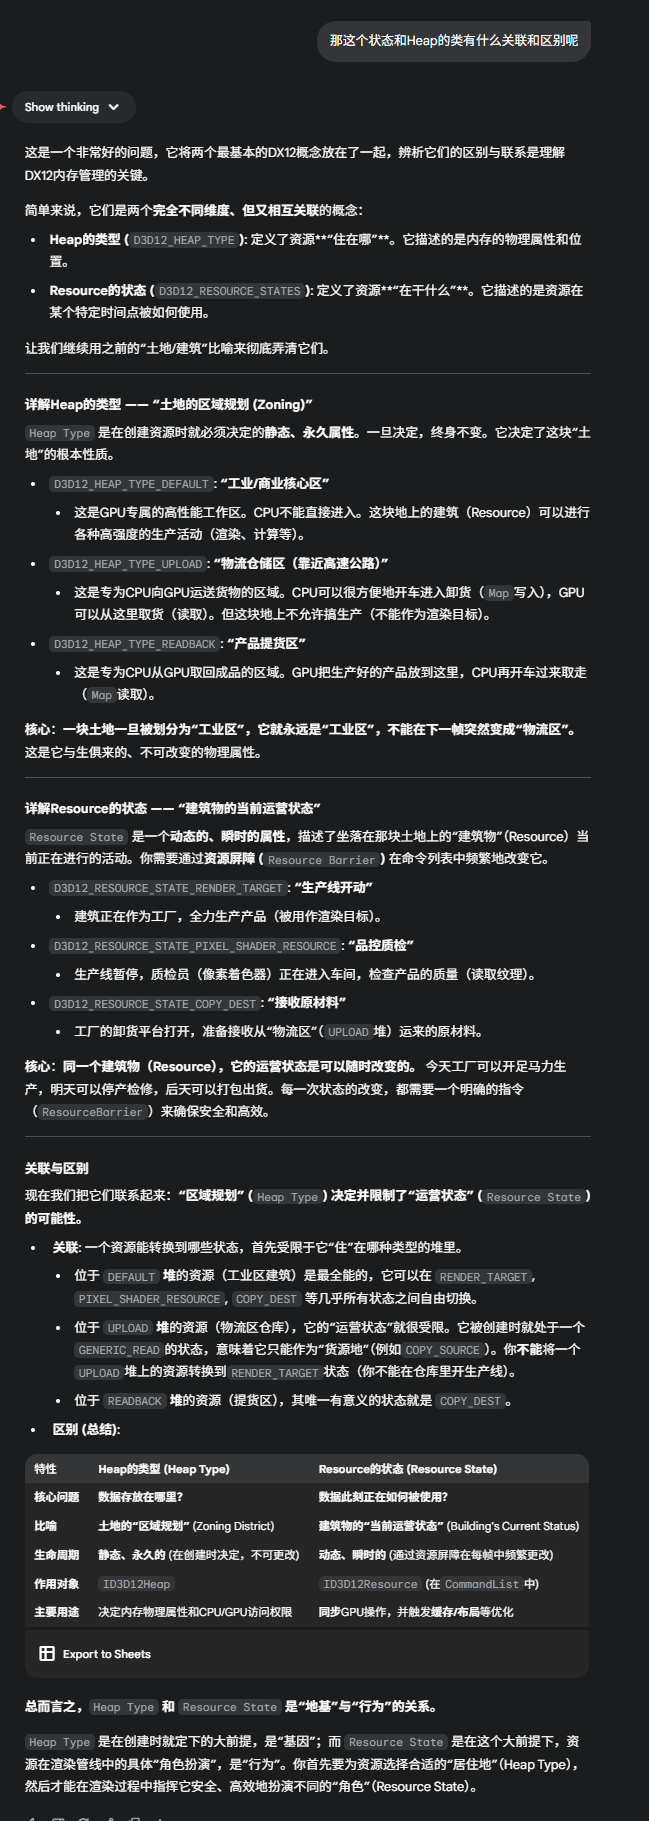 那这个状态和Heap的类有什么关联和区别呢
Show thinking
这是一个非常好的问题，它将两个最基本的DX12概念放在了一起，辨析它们的区别与联系是理解
DX12内存管理的关键。
简单来说，它们是两个完全不同维度、但又相互关联的概念：
• Heap的类型 (D3D12_HEAP_TYPE): 定义了资源**“住在哪”**。它描述的是内存的物理属性和位
置。
• Resource的状态 (D3D12_RESOURCE_STATES): 定义了资源**“在干什么”**。它描述的是资源在
某个特定时间点被如何使用。
让我们继续用之前的“土地/建筑”比喻来彻底弄清它们。
详解Heap的类型 —— “土地的区域规划 (Zoning)”
Heap Type 是在创建资源时就必须决定的静态、永久属性。一旦决定，终身不变。它决定了这块“土
地”的根本性质。
• D3D12_HEAP_TYPE_DEFAULT: “工业/商业核心区”
• 这是GPU专属的高性能工作区。CPU不能直接进入。这块地上的建筑（Resource）可以进行
各种高强度的生产活动（渲染、计算等）。
• D3D12_HEAP_TYPE_UPLOAD: “物流仓储区（靠近高速公路）”
• 这是专为CPU向GPU运送货物的区域。CPU可以很方便地开车进入卸货（Map写入），GPU
可以从这里取货（读取）。但这块地上不允许搞生产（不能作为渲染目标）。
• D3D12_HEAP_TYPE_READBACK: “产品提货区”
• 这是专为CPU从GPU取回成品的区域。GPU把生产好的产品放到这里，CPU再开车过来取走
（Map读取）。
核心：一块土地一旦被划分为“工业区”，它就永远是“工业区”，不能在下一帧突然变成“物流区”。
这是它与生俱来的、不可改变的物理属性。
详解Resource的状态 —— “建筑物的当前运营状态”
Resource State 是一个动态的、瞬时的属性，描述了坐落在那块土地上的“建筑物”（Resource）当
前正在进行的活动。你需要通过资源屏障 (Resource Barrier) 在命令列表中频繁地改变它。
• D3D12_RESOURCE_STATE_RENDER_TARGET: “生产线开动”
• 建筑正在作为工厂，全力生产产品（被用作渲染目标）。
• D3D12_RESOURCE_STATE_PIXEL_SHADER_RESOURCE: “品控质检”
• 生产线暂停，质检员（像素着色器）正在进入车间，检查产品的质量（读取纹理）。
• D3D12_RESOURCE_STATE_COPY_DEST: “接收原材料”
• 工厂的卸货平台打开，准备接收从“物流区”（UPLOAD堆）运来的原材料。
核心：同一个建筑物（Resource），它的运营状态是可以随时改变的。 今天工厂可以开足马力生
产，明天可以停产检修，后天可以打包出货。每一次状态的改变，都需要一个明确的指令
（ResourceBarrier）来确保安全和高效。
关联与区别
现在我们把它们联系起来：“区域规划” (Heap Type) 决定并限制了“运营状态” (Resource State)
的可能性。
• 关联: 一个资源能转换到哪些状态，首先受限于它“住”在哪种类型的堆里。
• 位于 DEFAULT 堆的资源（工业区建筑）是最全能的，它可以在 RENDER_TARGET,
PIXEL_SHADER_RESOURCE, COPY_DEST 等几乎所有状态之间自由切换。
• 位于 UPLOAD 堆的资源（物流区仓库），它的“运营状态”就很受限。它被创建时就处于一个
GENERIC_READ的状态，意味着它只能作为“货源地”（例如COPY_SOURCE）。你不能将一个
UPLOAD堆上的资源转换到RENDER_TARGET状态（你不能在仓库里开生产线）。
• 位于 READBACK 堆的资源（提货区），其唯一有意义的状态就是 COPY_DEST。
• 区别 (总结):
特性 Heap的类型 (Heap Type) Resource的状态 (Resource State)
核心问题 数据存放在哪里? 数据此刻正在如何被使用?
比喻 土地的“区域规划” (Zoning District) 建筑物的“当前运营状态” (Building's Current Status)
生命周期 静态、永久的 (在创建时决定，不可更改) 动态、瞬时的 (通过资源屏障在每帧中频繁更改)
作用对象 ID3D12Heap ID3D12Resource (在CommandList中)
主要用途 决定内存物理属性和CPU/GPU访问权限 同步GPU操作，并触发缓存/布局等优化
Export to Sheets
总而言之，Heap Type 和 Resource State 是“地基”与“行为”的关系。
Heap Type 是在创建时就定下的大前提，是“基因”；而 Resource State 是在这个大前提下，资
源在渲染管线中的具体“角色扮演”，是“行为”。你首先要为资源选择合适的“居住地”（Heap Type），
然后才能在渲染过程中指挥它安全、高效地扮演不同的“角色”（Resource State）。